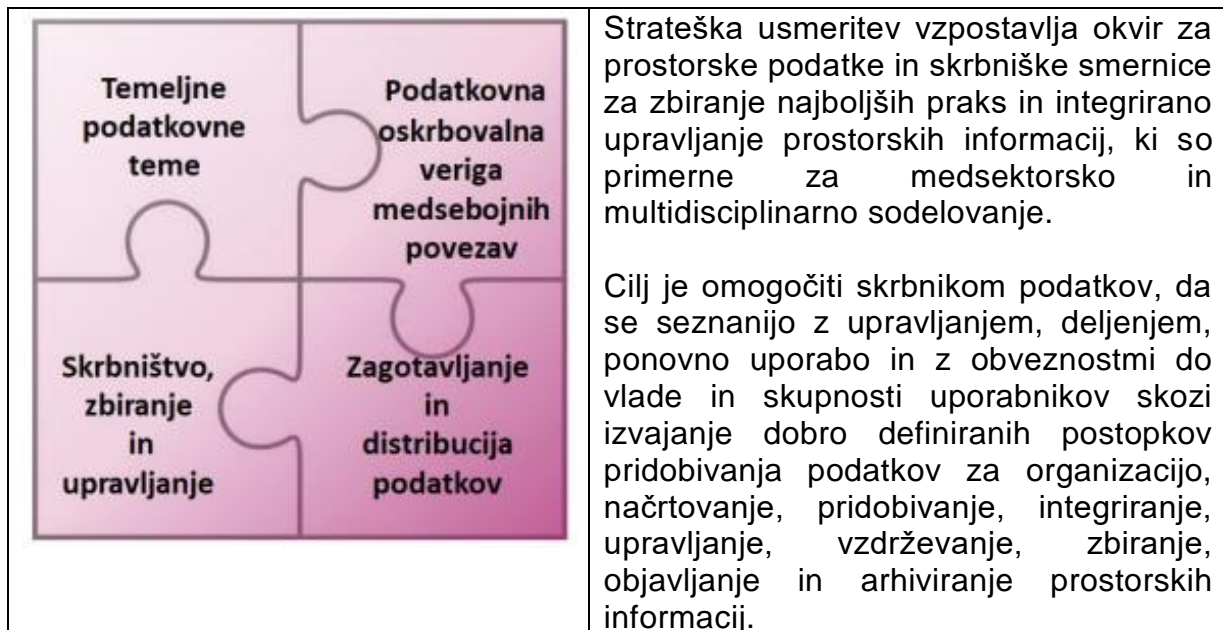 Temeljne
podatkovne
teme
Podatkovna
oskrbovalna
veriga
medsebojnih
povezav
Skrbništvo,
zbiranje
in
upravljanje
Zagotavljanje
in
distribucija
podatkov
Strateška usmeritev vzpostavlja okvir za
prostorske podatke in skrbniške smernice
za zbiranje najboljših praks in integrirano
upravljanje prostorskih informacij, ki so
primerne za medsektorsko in
multidisciplinarno sodelovanje.
Cilj je omogočiti skrbnikom podatkov, da
se seznanijo z upravljanjem, deljenjem,
ponovno uporabo in z obveznostmi do
vlade in skupnosti uporabnikov skozi
izvajanje dobro definiranih postopkov
pridobivanja podatkov za organizacijo,
načrtovanje, pridobivanje, integriranje,
upravljanje, vzdrževanje, zbiranje,
objavljanje in arhiviranje prostorskih
informacij.